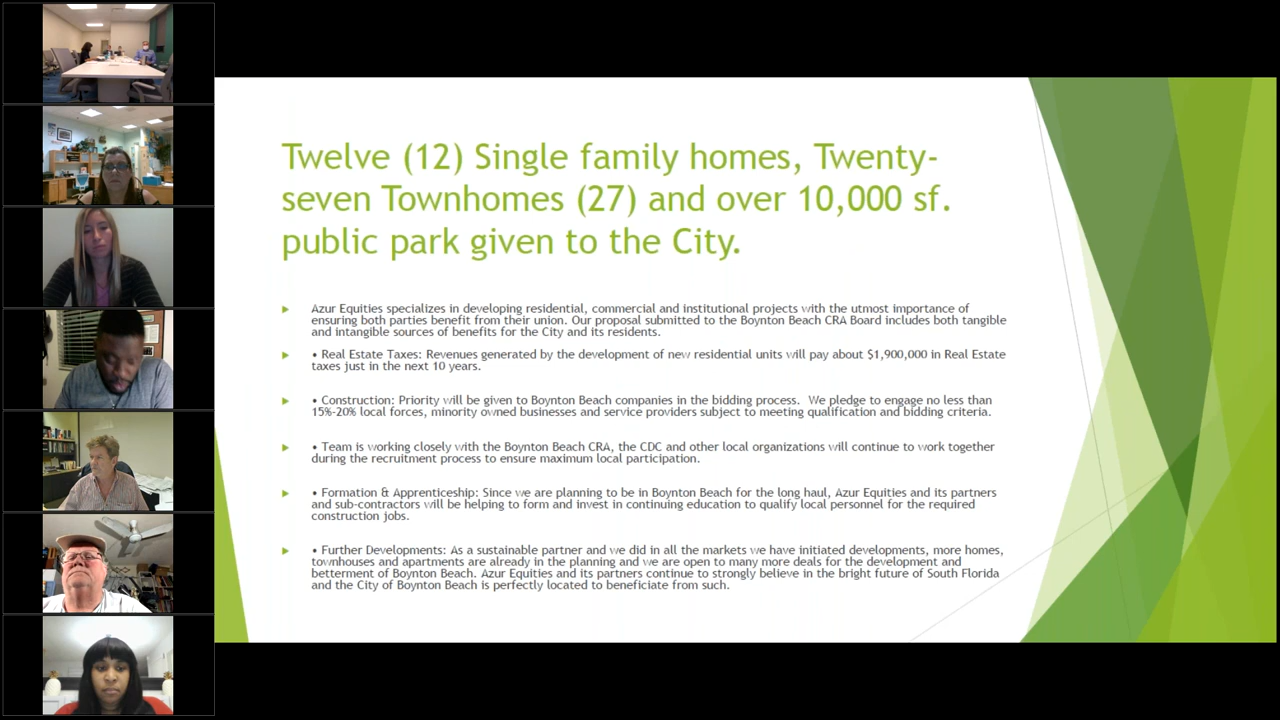 Twelve (12) Single family homes, Twenty-
seven Townhomes (27) and over 10,000 sf.
public park given to the City.
Azur Equities specializes in developing residential, commercial and institutional projects with the utmost importance of
ensuring both parties benefit from their union. Our proposal submitted to the Boynton Beach CRA Board includes both tangible
and intangible sources of benefits for the City and its residents.
• Real Estate Taxes: Revenues generated by the development of new residential units will pay about $1,900,000 in Real Estate
taxes just in the next 10 years.
• Construction: Priority will be given to Boynton Beach companies in the bidding process. We pledge to engage no less than
15%-20% local forces, minority owned businesses and service providers subject to meeting qualification and bidding criteria.
• Team is working closely with the Boynton Beach CRA, the CDC and other local organizations will continue to work together
during the recruitment process to ensure maximum local participation.
• Formation & Apprenticeship: Since we are planning to be in Boynton Beach for the long haul, Azur Equities and its partners
and sub-contractors will be helping to form and invest in continuing education to qualify local personnel for the required
construction jobs.
• Further Developments: As a sustainable partner and we did in all the markets we have initiated developments, more homes,
townhouses and apartments are already in the planning and we are open to many more deals for the development and
betterment of Boynton Beach. Azur Equities and its partners continue to strongly believe in the bright future of South Florida
and the City of Boynton Beach is perfectly located to beneficiate from such.